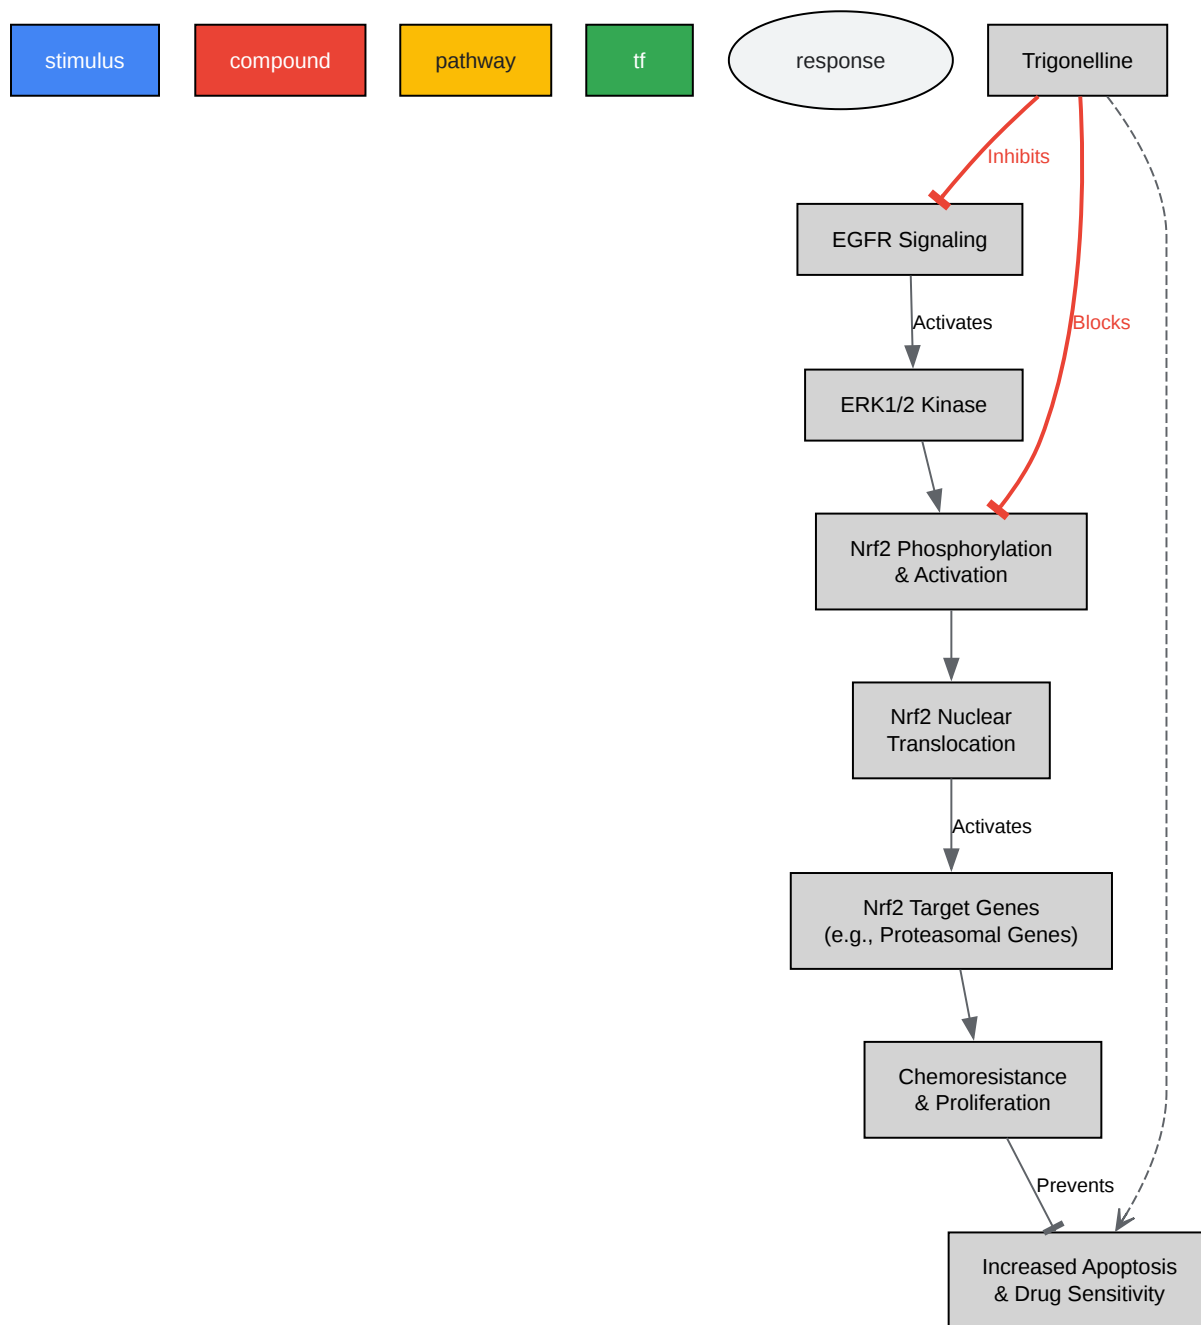 stimulus
compound
pathway
tf
response
Trigonelline
Inhibits
EGFR Signaling
Activates
Blocks
ERK1/2 Kinase
Nrf2 Phosphorylation
& Activation
Nrf2 Nuclear
Translocation
Activates
Nrf2 Target Genes
(e.g., Proteasomal Genes)
Chemoresistance
& Proliferation
Prevents
Increased Apoptosis
& Drug Sensitivity